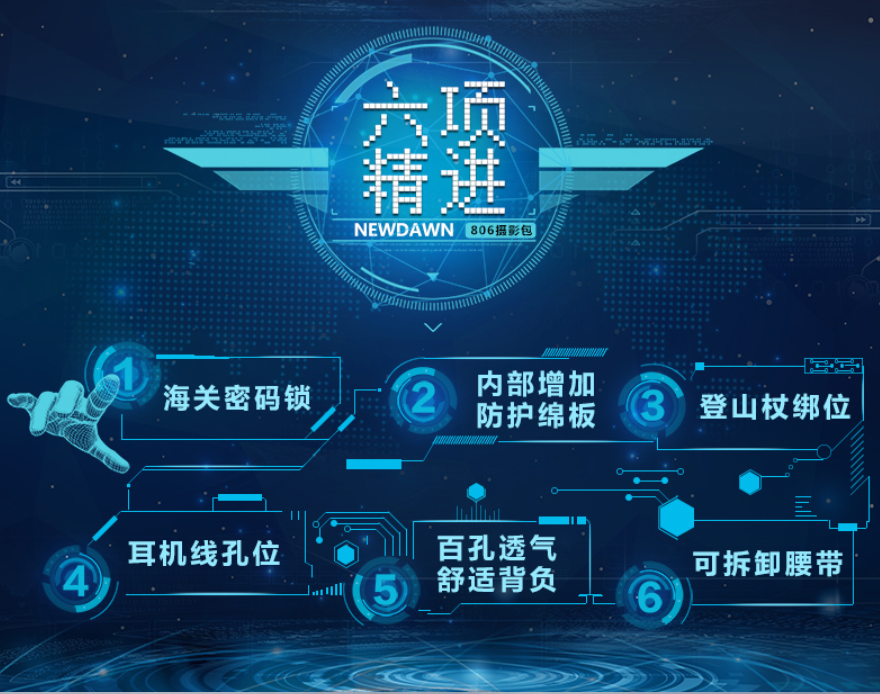 六项
精进
NEWDAWN 806摄影包
1
海关密码锁
2
内部增加
防护绵板
3
登山杖绑位
4
耳机线孔位
5
百孔透气
舒适背负
6
可拆卸腰带